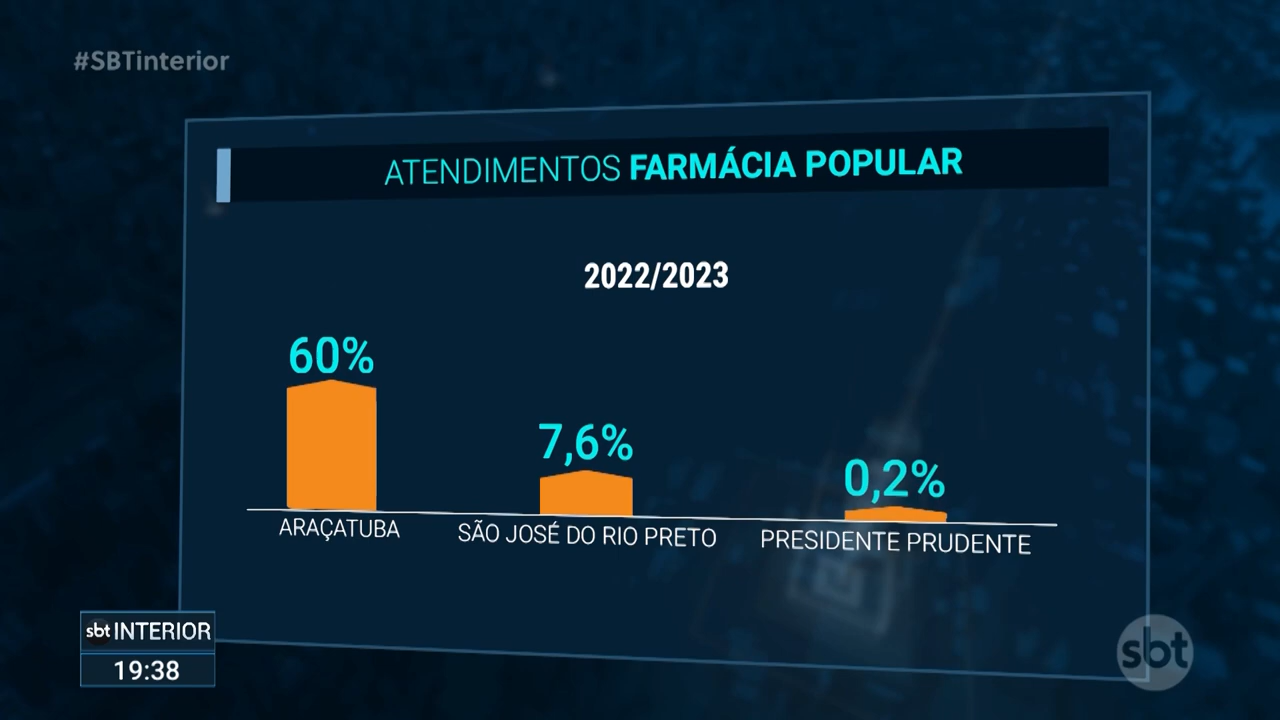 #SBTinterior
ATENDIMENTOS FARMÁCIA POPULAR
2022/2023
60%
7,6%
0,2%
ARAÇATUBA
SÃO JOSÉ DO RIO PRETO
PRESIDENTE PRUDENTE
sbt INTERIOR
19:38
sbt